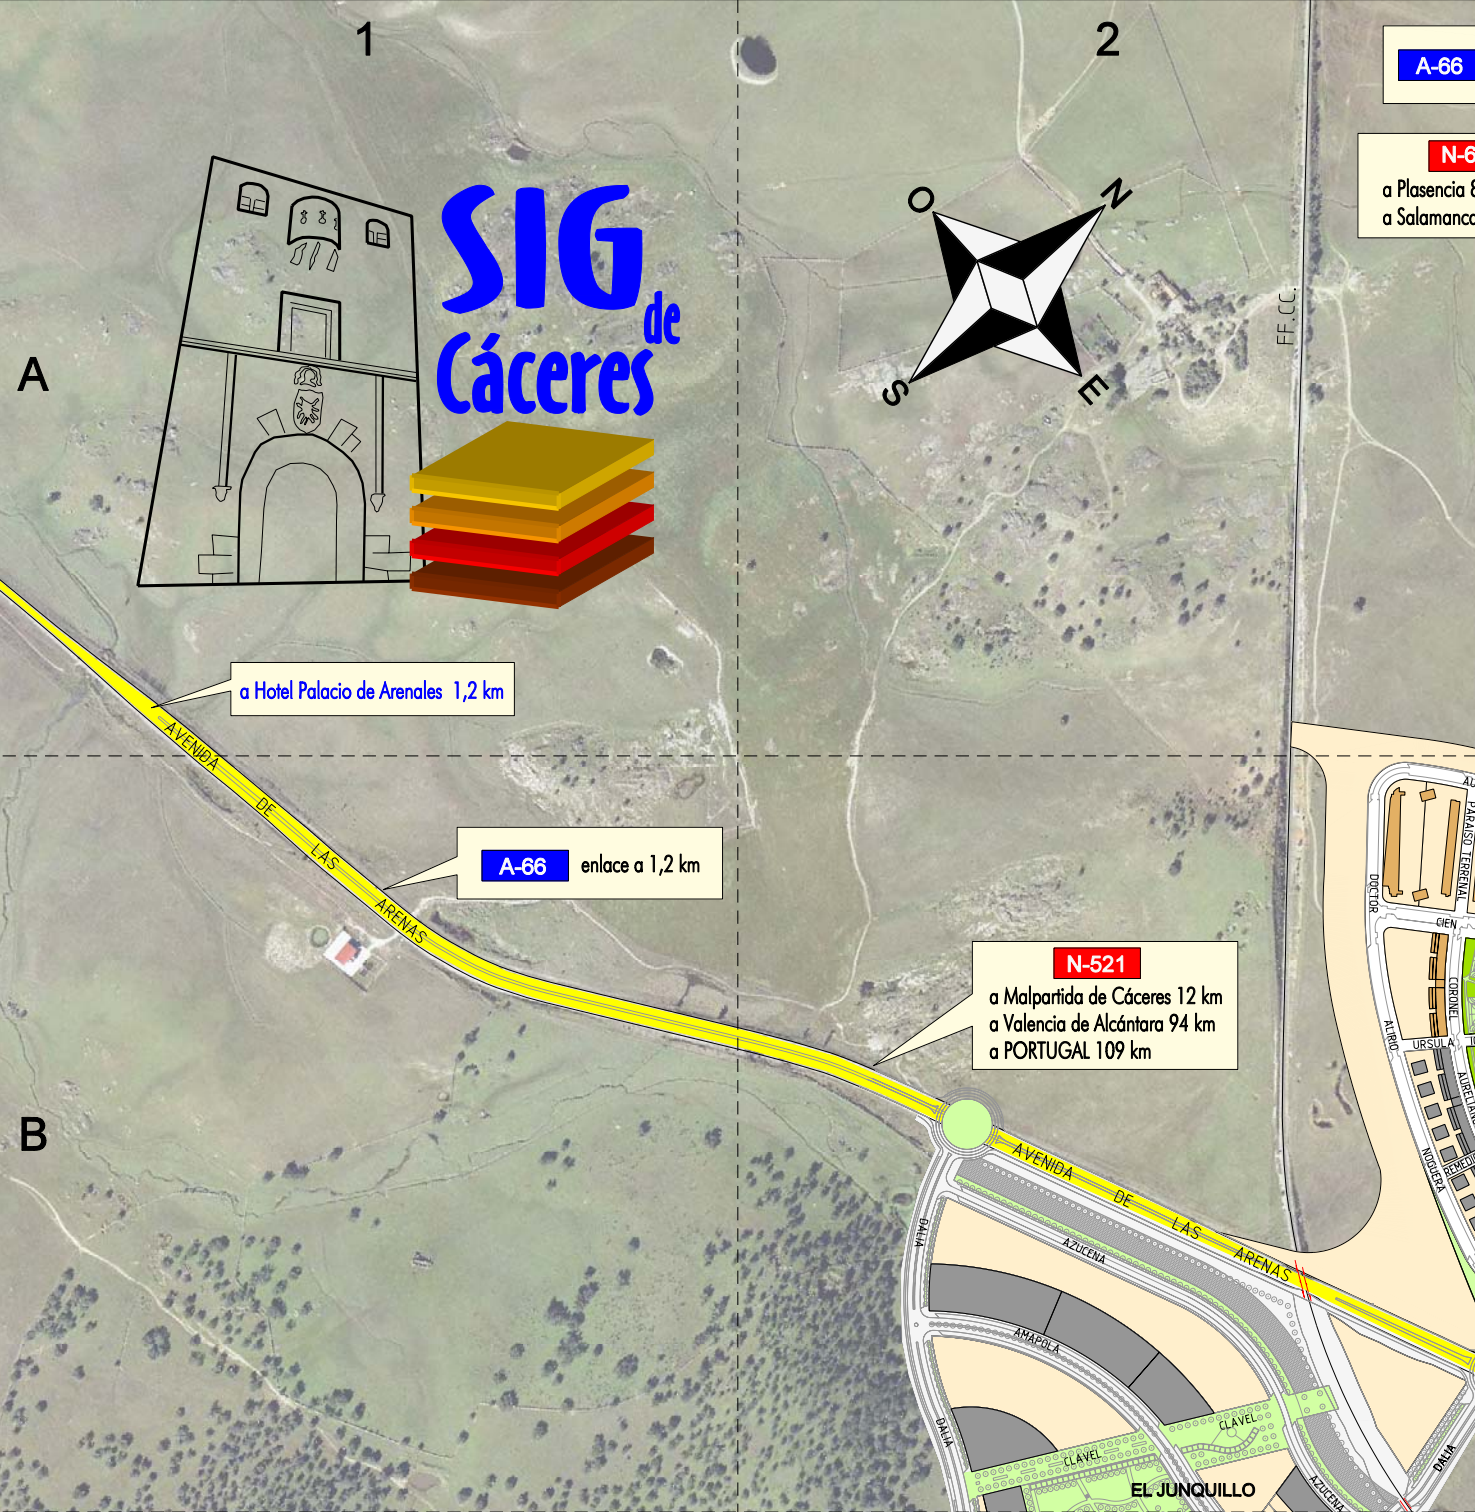 1
2
A-66
N-6
a Plasencia 8
a Salamanca
SIG
de
Cáceres
O
N
S
E
FF.CC.
A
a Hotel Palacio de Arenales 1,2 km
AVENIDA DE LAS ARENAS
A-66 enlace a 1,2 km
N-521
a Malpartida de Cáceres 12 km
a Valencia de Alcántara 94 km
a PORTUGAL 109 km
B
AVENIDA DE LAS ARENAS
PARAISO TERRENAL
DOCTOR
CIEN
CORONEL
ALIRIO
URSULA
NOGUERA
DALIA
AZUCENA
AMAPOLA
DALIA
CLAVEL
CLAVEL
EL JUNQUILLO
AZUCENA
DALIA